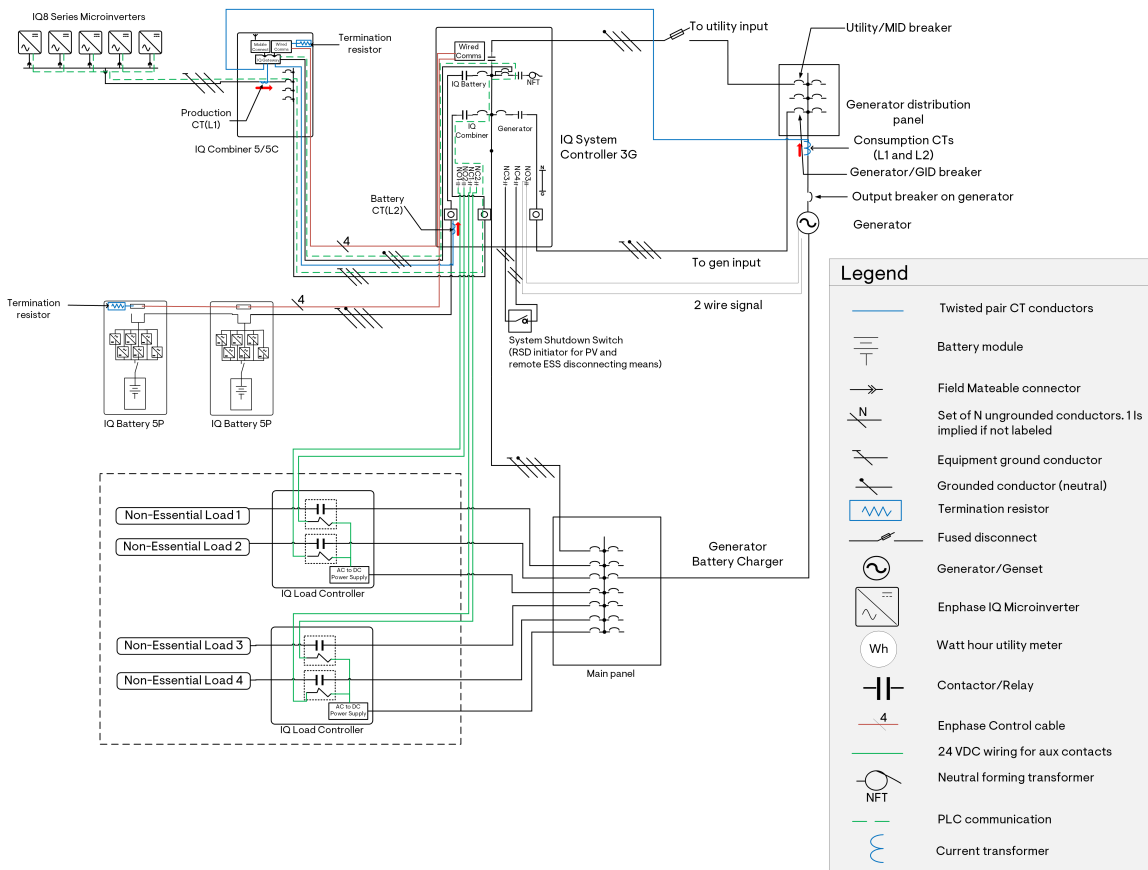 IQ8 Series Microinverters
Mobile
Connect
Wired
Comms
IQ Gateway
Termination
resistor
Production
CT(L1)
IQ Combiner 5/5C
Wired
Comms
IQ Battery
NFT
IQ
Combiner
Generator
NO1
NO2
NC1
NC2
NC3
NC4
NO3
N
IQ System
Controller 3G
Battery
CT(L2)
To utility input
Utility/MID breaker
Generator distribution
panel
Consumption CTs
(L1 and L2)
Generator/GID breaker
Output breaker on generator
Generator
To gen input
2 wire signal
4
4
Termination
resistor
IQ Battery 5P
IQ Battery 5P
System Shutdown Switch
(RSD initiator for PV and
remote ESS disconnecting means)
Non-Essential Load 1
Non-Essential Load 2
AC to DC
Power Supply
IQ Load Controller
Non-Essential Load 3
Non-Essential Load 4
AC to DC
Power Supply
IQ Load Controller
Generator
Battery Charger
Main panel
Legend
Twisted pair CT conductors
Battery module
Field Mateable connector
N
Set of N ungrounded conductors. 1 Is
implied if not labeled
Equipment ground conductor
Grounded conductor (neutral)
Termination resistor
Fused disconnect
Generator/Genset
Enphase IQ Microinverter
Wh
Watt hour utility meter
Contactor/Relay
4
Enphase Control cable
24 VDC wiring for aux contacts
Neutral forming transformer
NFT
PLC communication
Current transformer